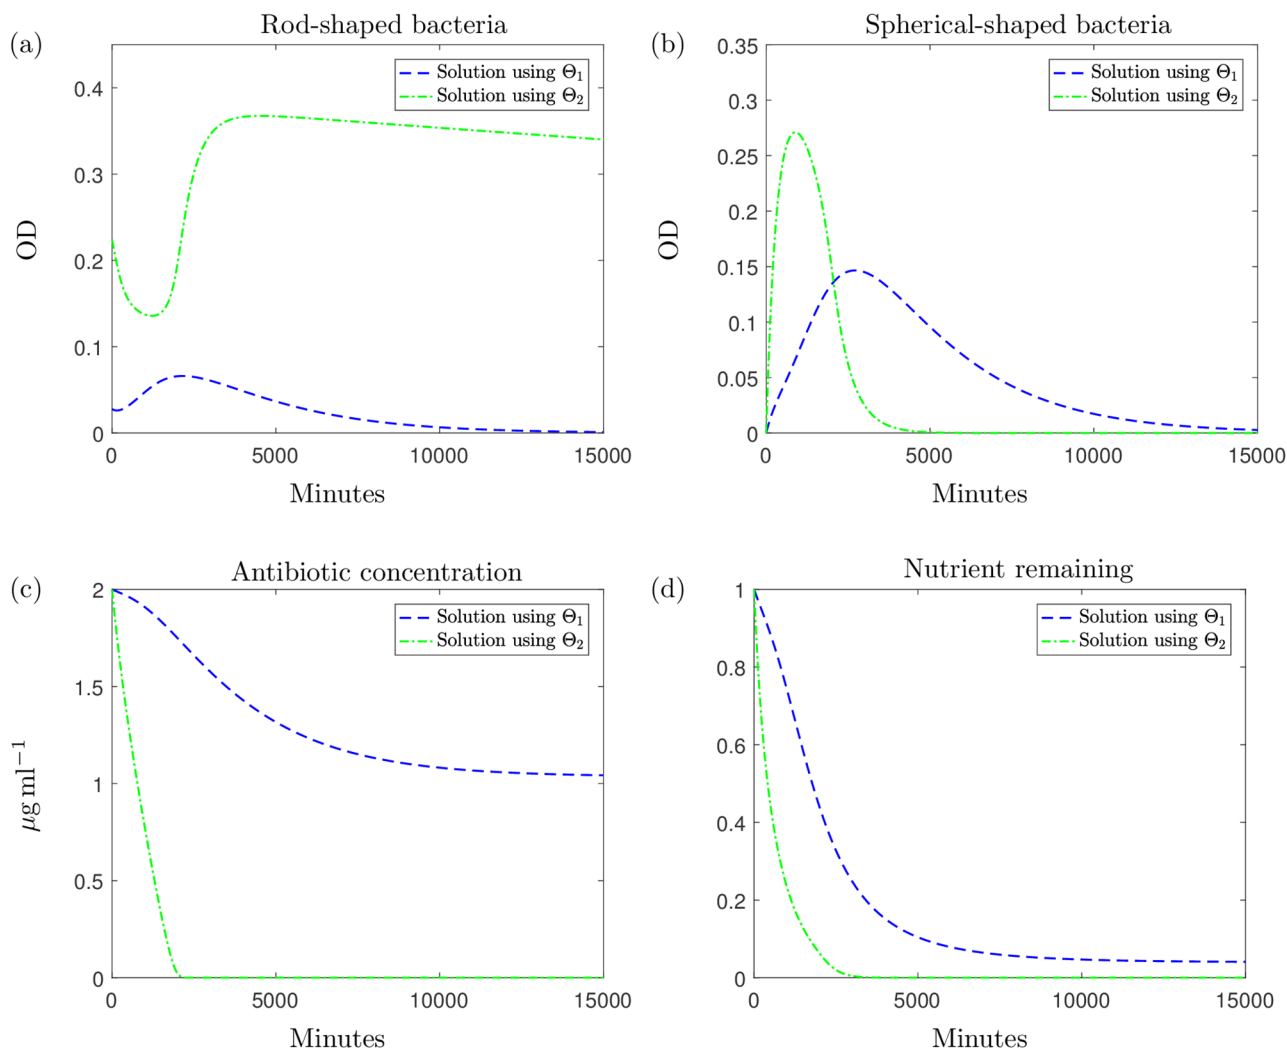 (a)
Rod-shaped bacteria
Solution using Θ₁
Solution using Θ₂
0.4
0.3
0.2
0.1
0
OD
0 5000 10000 15000
Minutes
(b)
Spherical-shaped bacteria
Solution using Θ₁
Solution using Θ₂
0.35
0.3
0.25
0.2
0.15
0.1
0.05
0
OD
0 5000 10000 15000
Minutes
(c)
Antibiotic concentration
Solution using Θ₁
Solution using Θ₂
2
1.5
1
0.5
0
μg ml⁻¹
0 5000 10000 15000
Minutes
(d)
Nutrient remaining
Solution using Θ₁
Solution using Θ₂
1
0.8
0.6
0.4
0.2
0
0 5000 10000 15000
Minutes